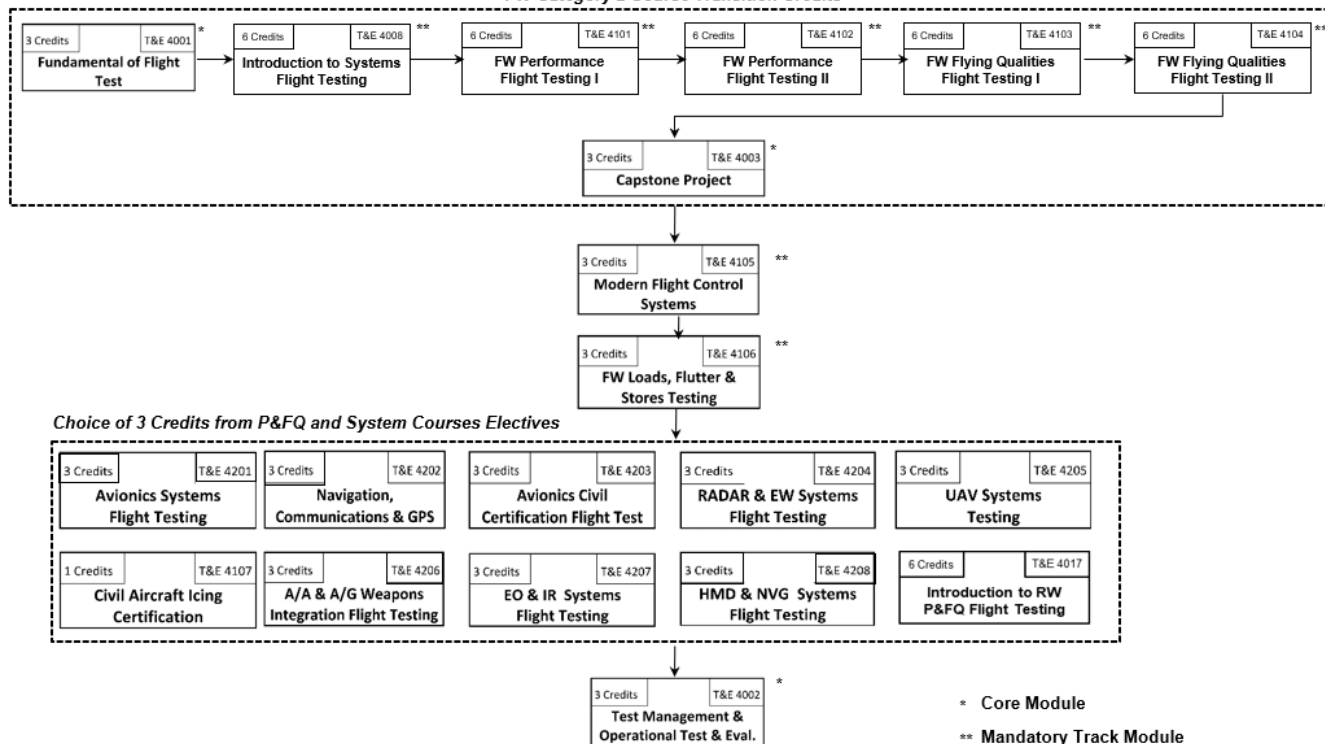 3 Credits T&E 4001 *
Fundamental of Flight
Test
6 Credits T&E 4008 **
Introduction to Systems
Flight Testing
6 Credits T&E 4101 **
FW Performance
Flight Testing I
6 Credits T&E 4102 **
FW Performance
Flight Testing II
6 Credits T&E 4103 **
FW Flying Qualities
Flight Testing I
6 Credits T&E 4104 **
FW Flying Qualities
Flight Testing II
3 Credits T&E 4003 *
Capstone Project
3 Credits T&E 4105 **
Modern Flight Control
Systems
3 Credits T&E 4106 **
FW Loads, Flutter &
Stores Testing
Choice of 3 Credits from P&FQ and System Courses Electives
3 Credits T&E 4201
Avionics Systems
Flight Testing
3 Credits T&E 4202
Navigation,
Communications & GPS
3 Credits T&E 4203
Avionics Civil
Certification Flight Test
3 Credits T&E 4204
RADAR & EW Systems
Flight Testing
3 Credits T&E 4205
UAV Systems
Testing
1 Credits T&E 4107
Civil Aircraft Icing
Certification
3 Credits T&E 4206
A/A & A/G Weapons
Integration Flight Testing
3 Credits T&E 4207
EO & IR Systems
Flight Testing
3 Credits T&E 4208
HMD & NVG Systems
Flight Testing
6 Credits T&E 4017
Introduction to RW
P&FQ Flight Testing
3 Credits T&E 4002 *
Test Management &
Operational Test & Eval.
* Core Module
** Mandatory Track Module